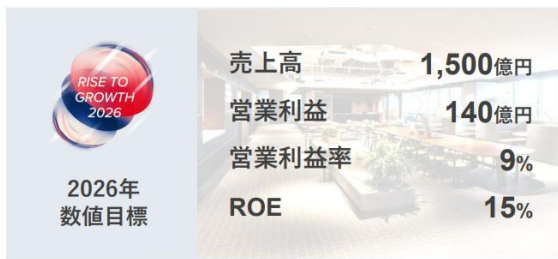 RISE TO
GROWTH
2026
2026年
数値目標
売上高 1,500億円
営業利益 140億円
営業利益率 9%
ROE 15%